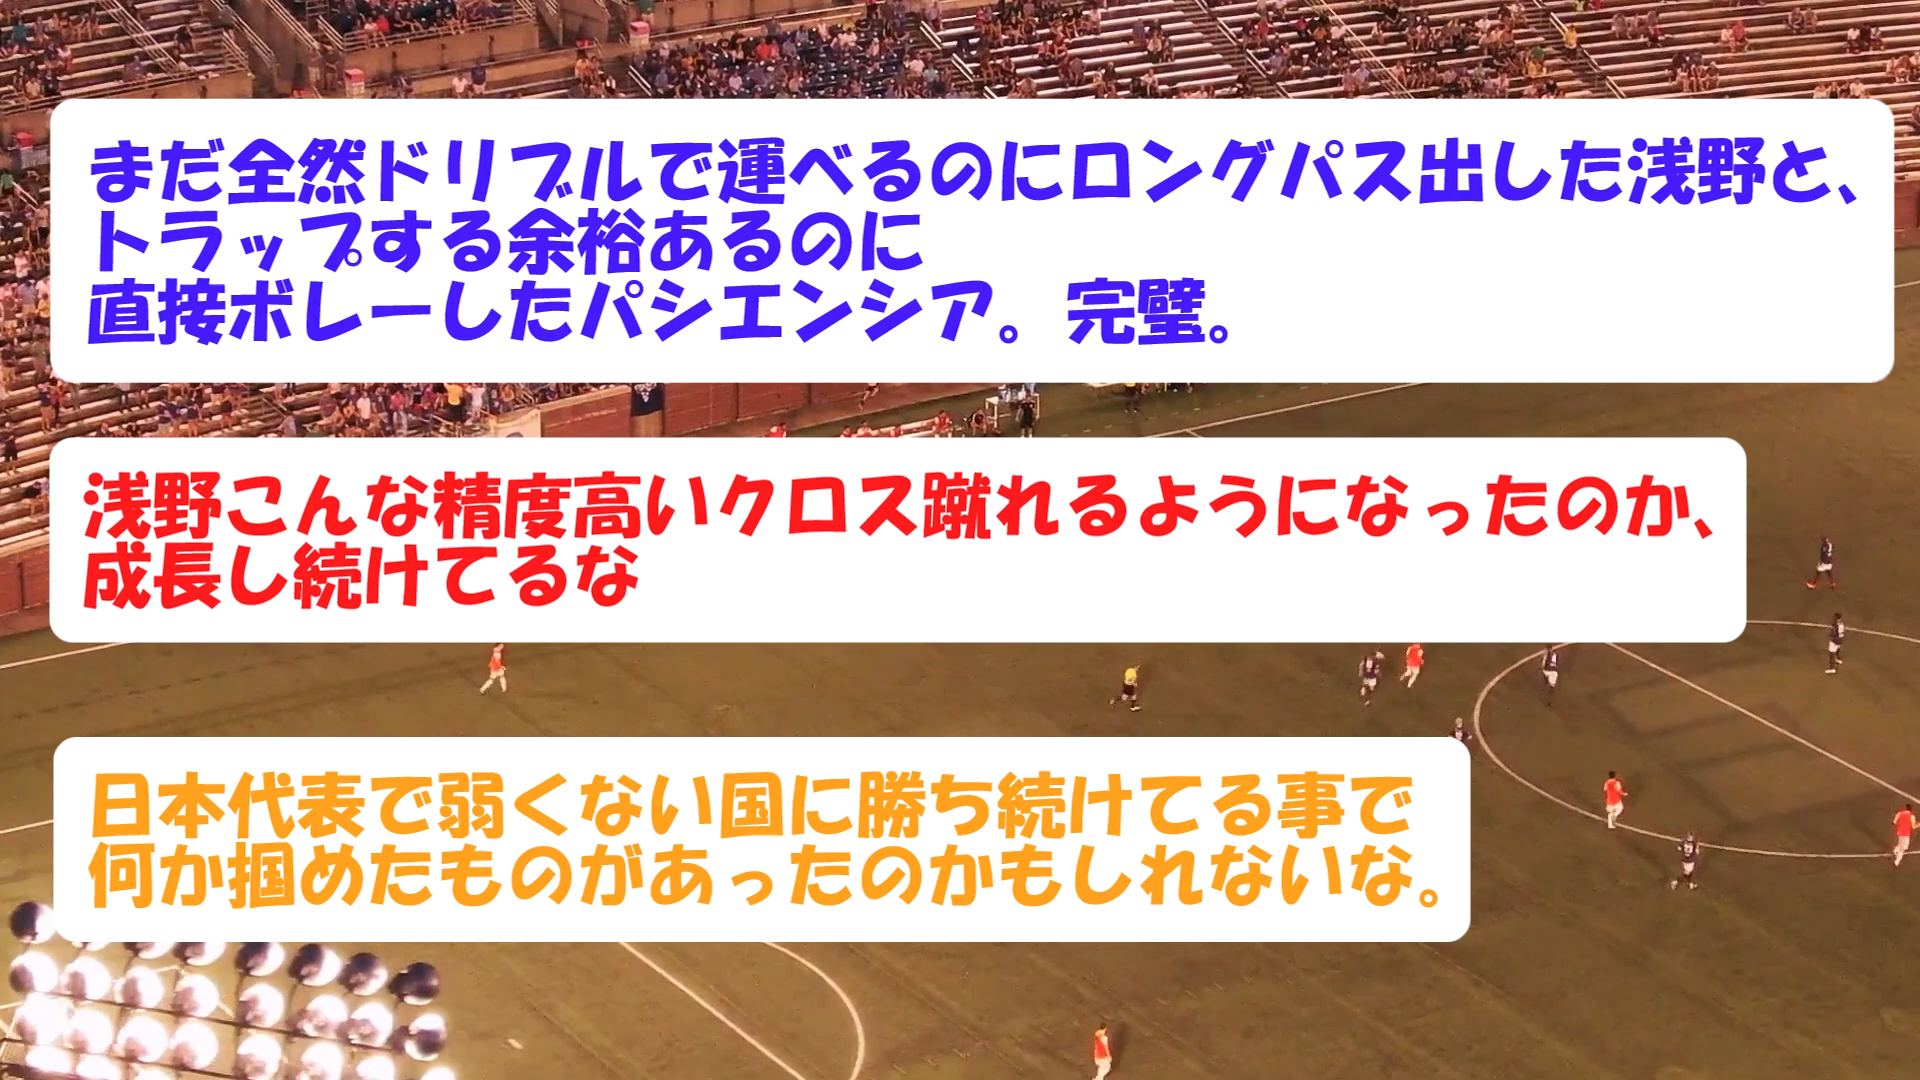 まだ全然ドリブルで運べるのにロングパス出した浅野と、
トラップする余裕あるのに
直接ボレーしたパシエンシア。完璧。
浅野こんな精度高いクロス蹴れるようになったのか、
成長し続けてるな
日本代表で弱くない国に勝ち続けてる事で
何か掴めたものがあったのかもしれないな。